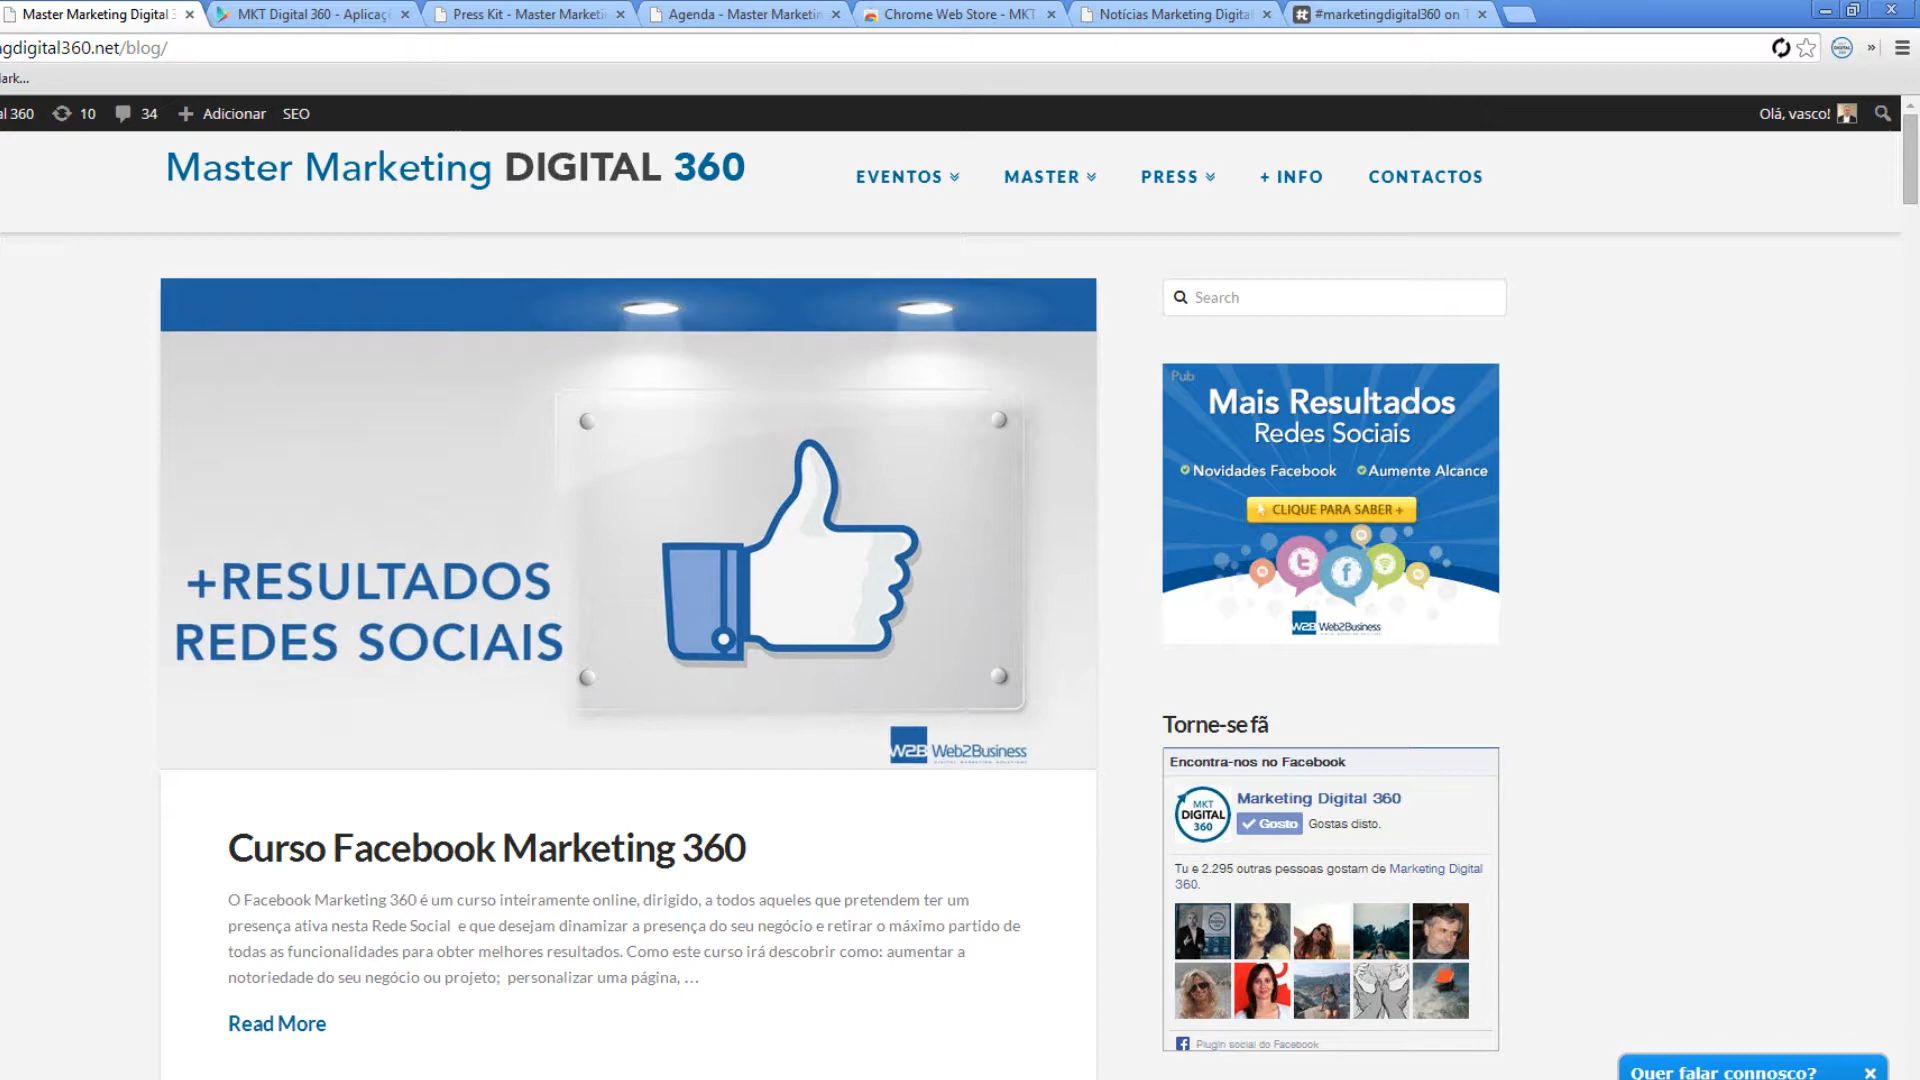 Master Marketing Digital
MKT Digital 360 - Aplicaç
Press Kit - Master Marketi
Agenda - Master Marketin
Chrome Web Store - MKT
Notícias Marketing Digita
#marketingdigital360 on T
gdigital360.net/blog/
»
ark...
al 360
10
34
Adicionar
SEO
Olá, vasco!
Master Marketing DIGITAL 360
EVENTOS
MASTER
PRESS
+ INFO
CONTACTOS
+RESULTADOS
REDES SOCIAIS
W2B Web2Business
DIGITAL MARKETING SOLUTIONS
Curso Facebook Marketing 360
O Facebook Marketing 360 é um curso inteiramente online, dirigido, a todos aqueles que pretendem ter um
presença ativa nesta Rede Social e que desejam dinamizar a presença do seu negócio e retirar o máximo partido de
todas as funcionalidades para obter melhores resultados. Como este curso irá descobrir como: aumentar a
notoriedade do seu negócio ou projeto; personalizar uma página, …
Read More
Search
Pub
Mais Resultados
Redes Sociais
Novidades Facebook
Aumente Alcance
CLIQUE PARA SABER +
W2B Web2Business
Torne-se fã
Encontra-nos no Facebook
MKT
DIGITAL
360
Marketing Digital 360
Gosto
Gostas disto.
Tu e 2.295 outras pessoas gostam de Marketing Digital
360.
Plugin social do Facebook
Quer falar connosco?